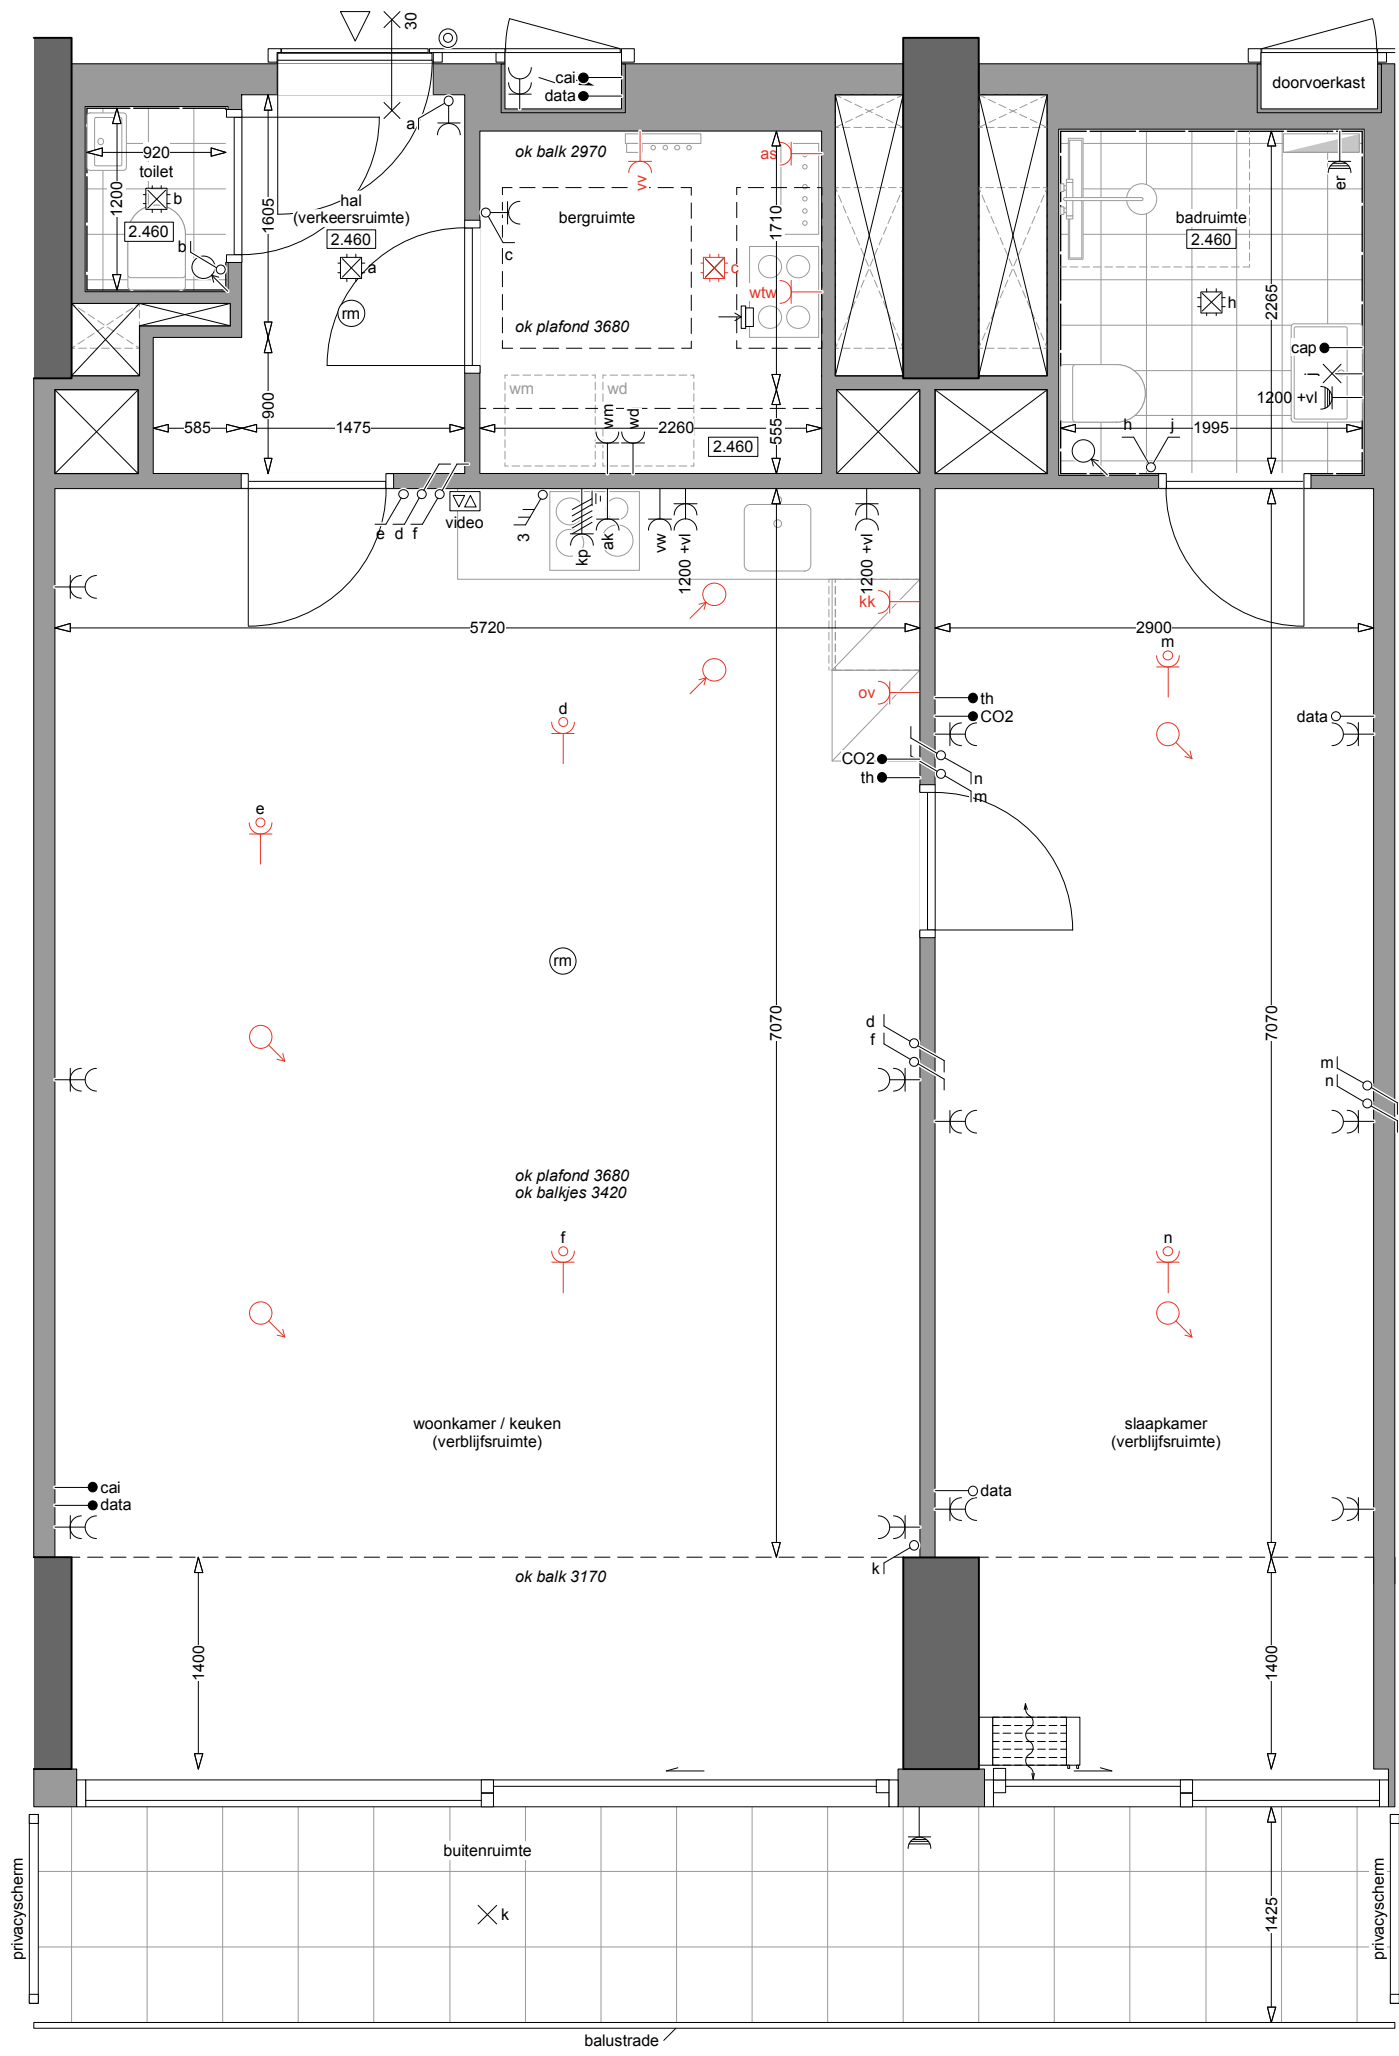 30
cai
data
doorvoerkast
a
920
toilet
1200
b
2.460
b
1605
hal
(verkeersruimte)
2.460
a
rm
ok balk 2970
vv
as
bergruimte
1710
c
c
wtw
ok plafond 3680
er
badruimte
2.460
2265
h
cap
j
1200 +vl
900
585
1475
wm
wd
wm
wd
2260
2.460
555
h
j
1995
e
d
f
video
3
kp
ak
vw
1200 +vl
1200 +vl
kk
5720
2900
m
ov
d
th
CO2
data
CO2
th
n
m
e
rm
7070
7070
d
f
m
n
ok plafond 3680
ok balkjes 3420
f
n
woonkamer / keuken
(verblijfsruimte)
slaapkamer
(verblijfsruimte)
cai
data
data
k
ok balk 3170
1400
1400
buitenruimte
k
1425
privacyscherm
privacyscherm
balustrade